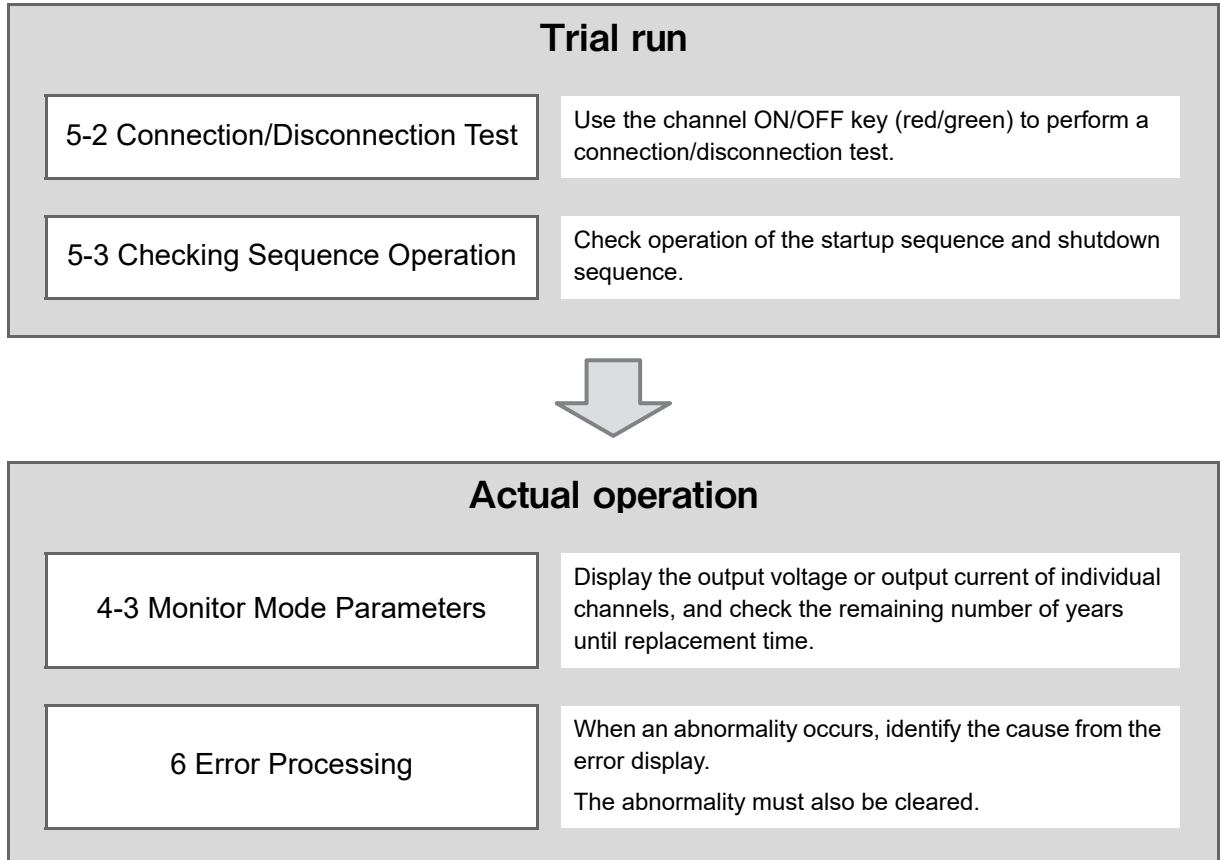 Trial run
5-2 Connection/Disconnection Test
Use the channel ON/OFF key (red/green) to perform a
connection/disconnection test.
5-3 Checking Sequence Operation
Check operation of the startup sequence and shutdown
sequence.
Actual operation
4-3 Monitor Mode Parameters
Display the output voltage or output current of individual
channels, and check the remaining number of years
until replacement time.
6 Error Processing
When an abnormality occurs, identify the cause from the
error display.
The abnormality must also be cleared.